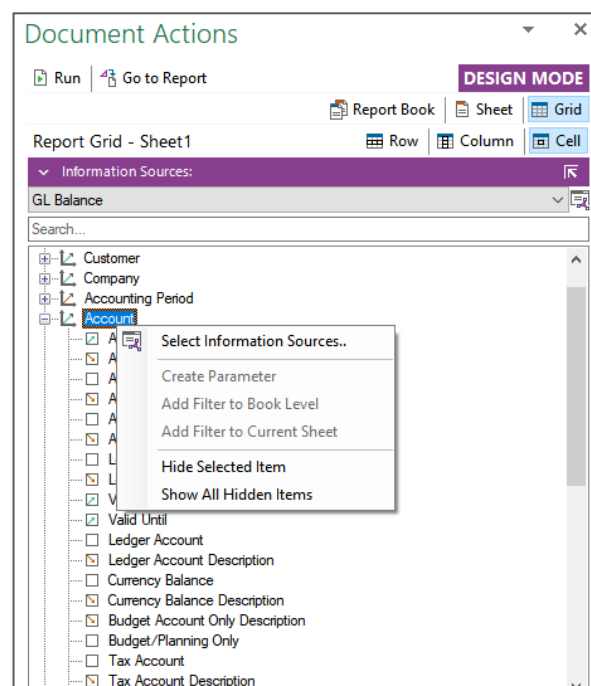 Document Actions
Run Go to Report DESIGN MODE
Report Book Sheet Grid
Report Grid - Sheet1 Row Column Cell
Information Sources:
GL Balance
Search...
Customer
Company
Accounting Period
Account
A
Select Information Sources..
A
A
Create Parameter
A
Add Filter to Book Level
A
A
Add Filter to Current Sheet
L
L
Hide Selected Item
V
Show All Hidden Items
Valid Until
Ledger Account
Ledger Account Description
Currency Balance
Currency Balance Description
Budget Account Only Description
Budget/Planning Only
Tax Account
Tax Account Description